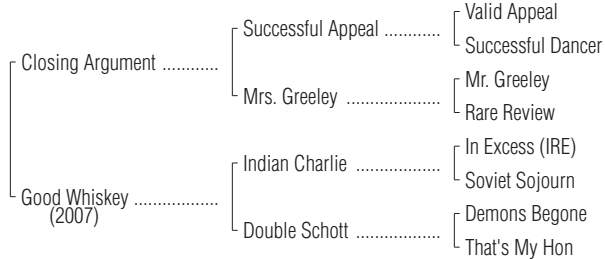 Valid Appeal
Successful Appeal ............
Successful Dancer
Closing Argument ............
Mr. Greeley
Mrs. Greeley ....................
Rare Review
In Excess (IRE)
Indian Charlie ..................
Soviet Sojourn
Good Whiskey ..................
(2007)
Demons Begone
Double Schott ..................
That's My Hon